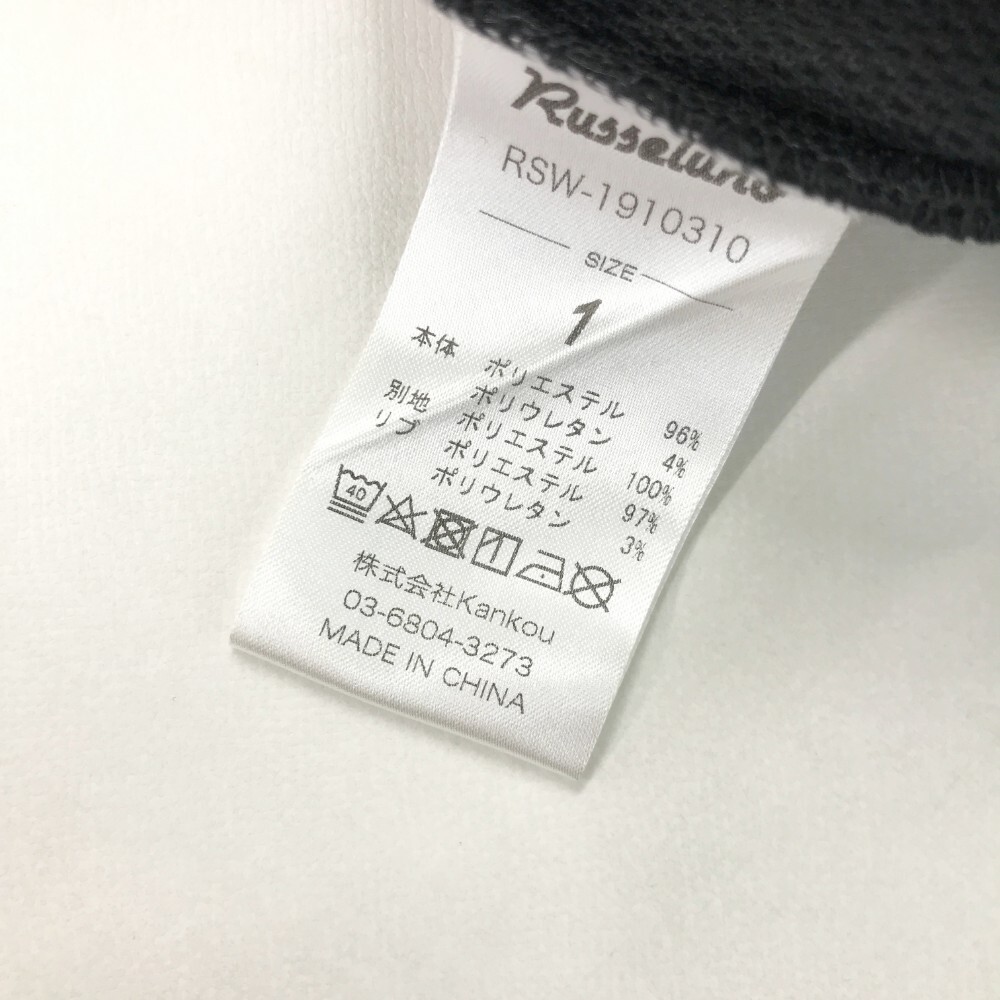 Russeluno
RSW-1910310
SIZE
1
本体 ポリエステル 96%
ポリウレタン 4%
別地 ポリエステル 100%
リブ ポリエステル 97%
ポリウレタン 3%
40
株式会社Kankou
03-6804-3273
MADE IN CHINA